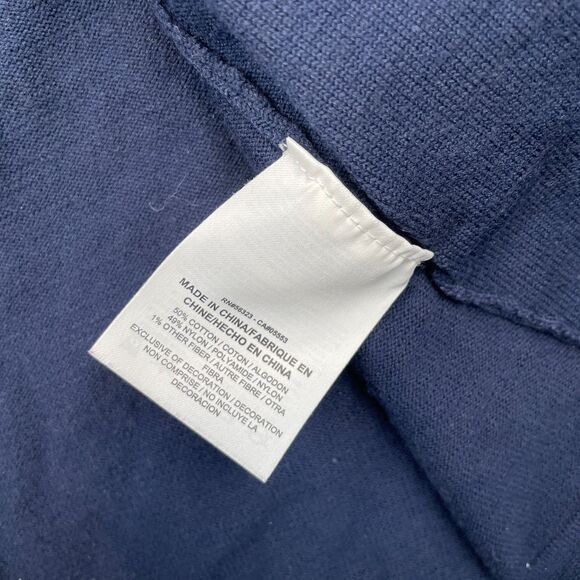 RN#56323 - CA#05553
MADE IN CHINA/FABRIQUE EN
CHINE/HECHO EN CHINA
50% COTTON / COTON / ALGODON
49% NYLON / POLYAMIDE / NYLON
1% OTHER FIBER / AUTRE FIBRE / OTRA
FIBRA
EXCLUSIVE OF DECORATION / DECORATION
NON COMPRISE / NO INCLUYE LA
DECORACION